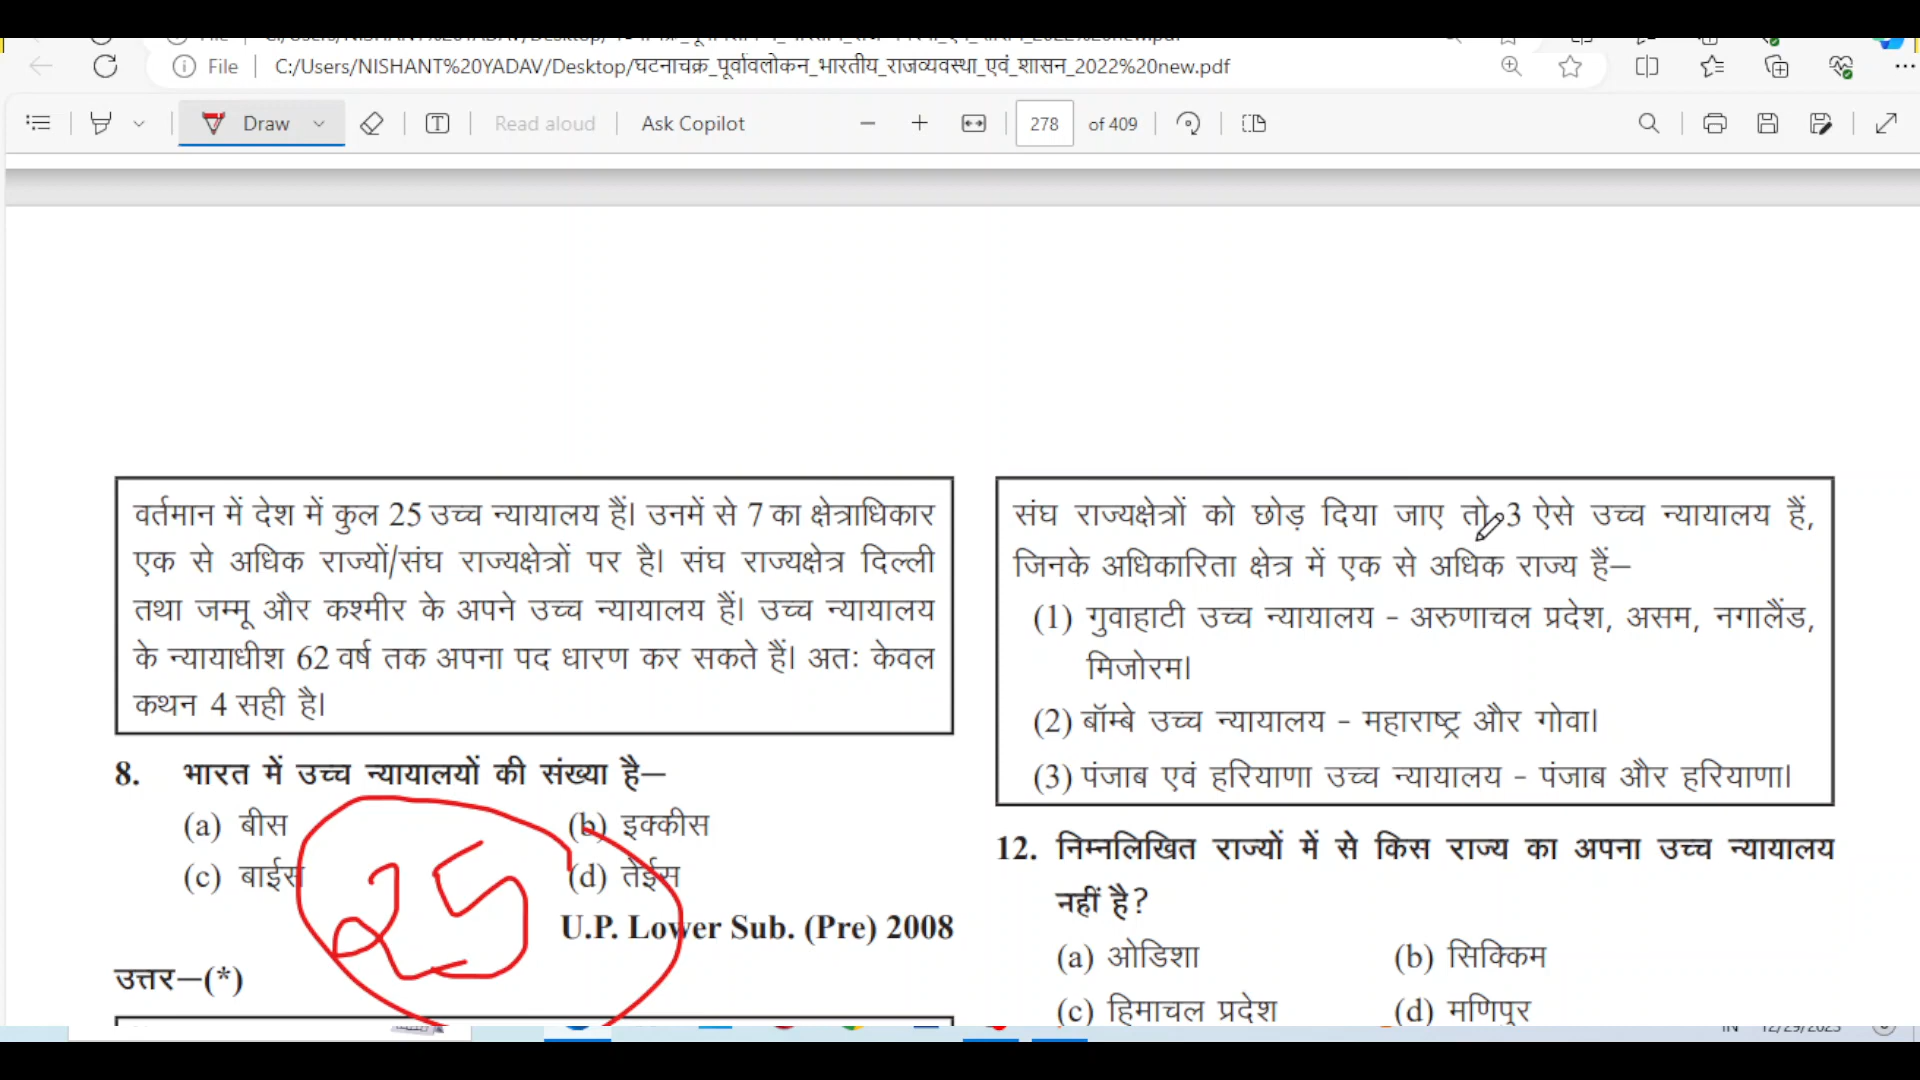 File C:/Users/NISHANT%20YADAV/Desktop/घटनाचक्र_पूर्वावलोकन_भारतीय_राजव्यवस्था_एवं_शासन_2022%20new.pdf
Draw Read aloud Ask Copilot 278 of 409
वर्तमान में देश में कुल 25 उच्च न्यायालय हैं। उनमें से 7 का क्षेत्राधिकार
एक से अधिक राज्यों/संघ राज्यक्षेत्रों पर है। संघ राज्यक्षेत्र दिल्ली
तथा जम्मू और कश्मीर के अपने उच्च न्यायालय हैं। उच्च न्यायालय
के न्यायाधीश 62 वर्ष तक अपना पद धारण कर सकते हैं। अतः केवल
कथन 4 सही है।
8. भारत में उच्च न्यायालयों की संख्या है–
(a) बीस (b) इक्कीस
(c) बाईस (d) तेईस
25
U.P. Lower Sub. (Pre) 2008
उत्तर–(*)
संघ राज्यक्षेत्रों को छोड़ दिया जाए तो 3 ऐसे उच्च न्यायालय हैं,
जिनके अधिकारिता क्षेत्र में एक से अधिक राज्य हैं–
(1) गुवाहाटी उच्च न्यायालय - अरुणाचल प्रदेश, असम, नगालैंड,
मिजोरम।
(2) बॉम्बे उच्च न्यायालय - महाराष्ट्र और गोवा।
(3) पंजाब एवं हरियाणा उच्च न्यायालय - पंजाब और हरियाणा।
12. निम्नलिखित राज्यों में से किस राज्य का अपना उच्च न्यायालय
नहीं है?
(a) ओडिशा (b) सिक्किम
(c) हिमाचल प्रदेश (d) मणिपुर
IN 12/29/2023